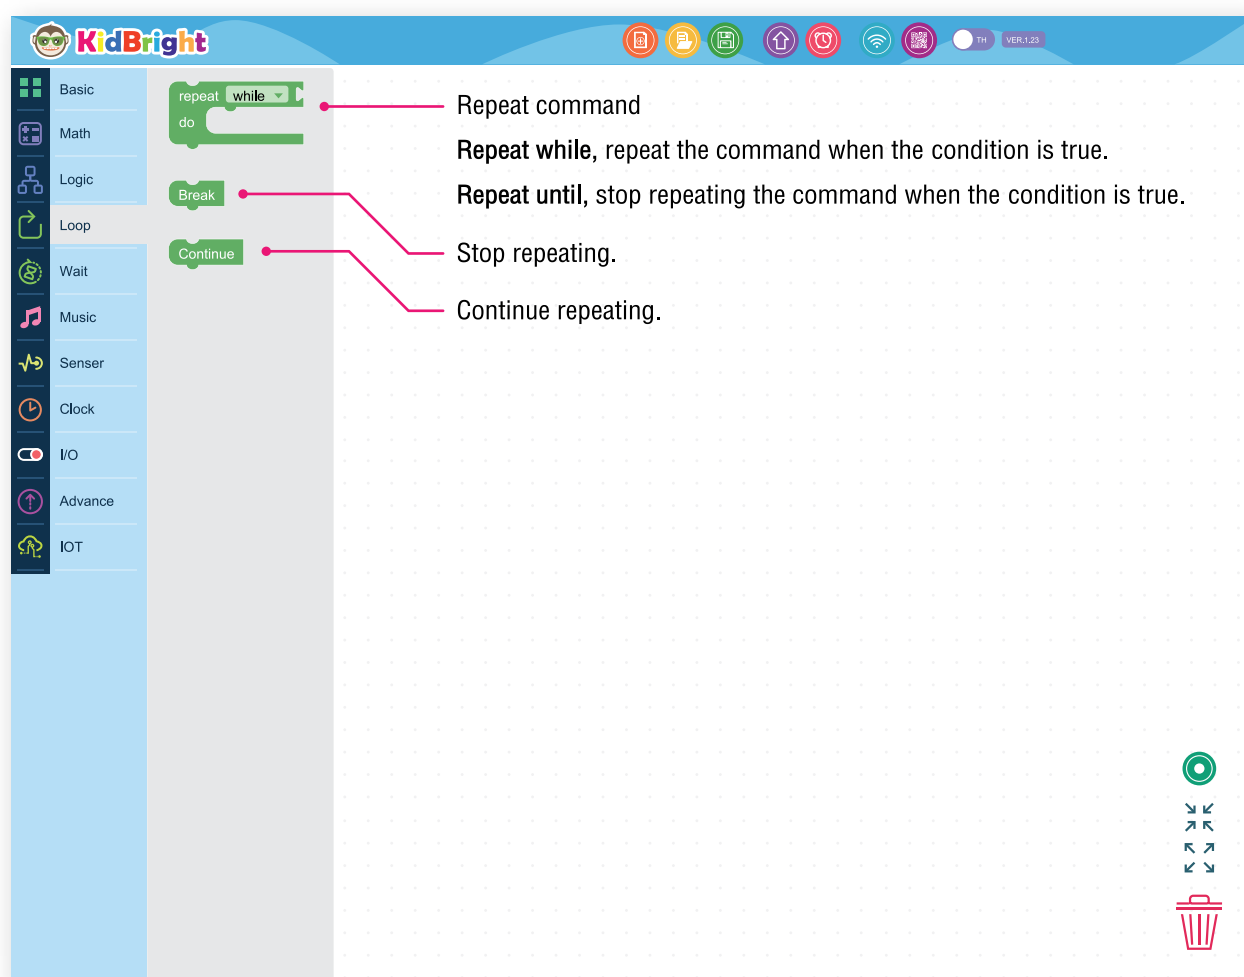 KidBright
TH
VER.1.23
Basic
Math
Logic
Loop
Wait
Music
Senser
Clock
I/O
Advance
IOT
repeat while
do
Break
Continue
Repeat command
Repeat while, repeat the command when the condition is true.
Repeat until, stop repeating the command when the condition is true.
Stop repeating.
Continue repeating.